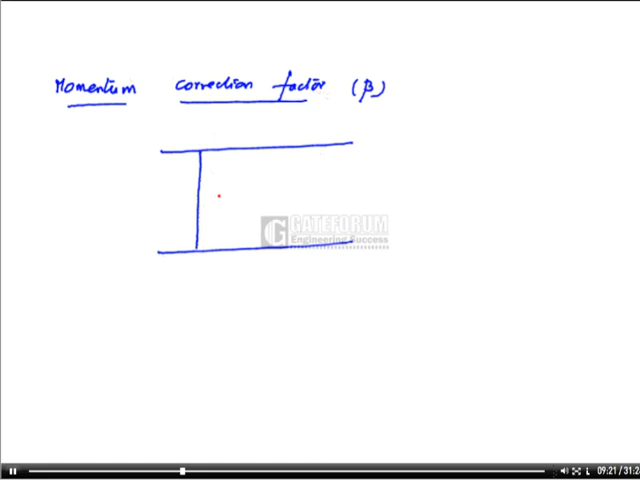 Momentum correction factor (β)
GATEFORUM
Engineering Success
09:21/31:2